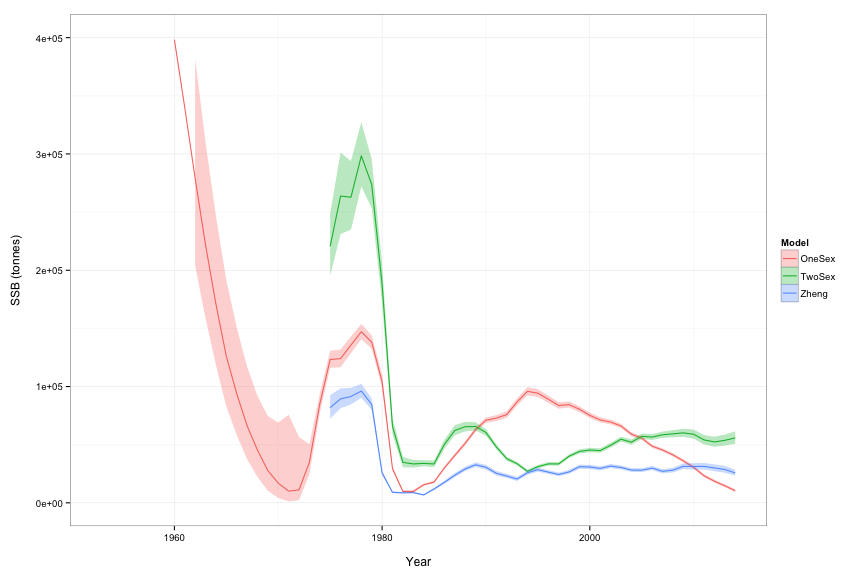 4e+05
3e+05
2e+05
1e+05
0e+00
SSB (tonnes)
1960
1980
2000
Year
Model
OneSex
TwoSex
Zheng